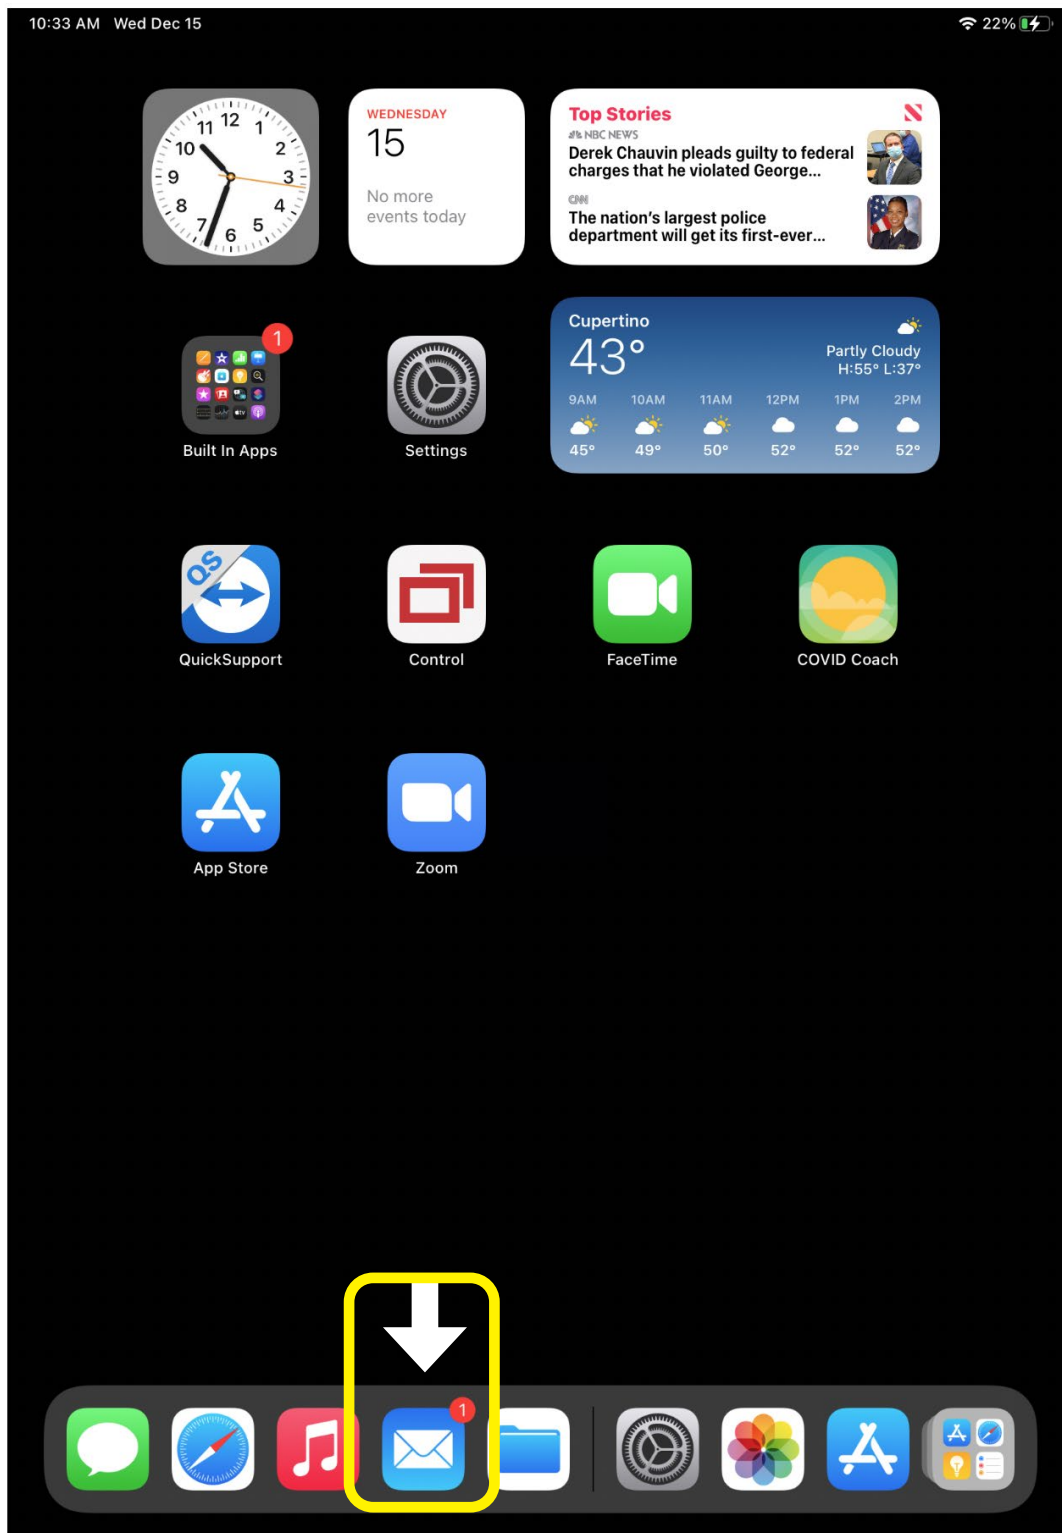 10:33 AM Wed Dec 15
22%
12
11
1
10
2
9
3
8
4
7
5
6
WEDNESDAY
15
No more
events today
Top Stories
NBC NEWS
Derek Chauvin pleads guilty to federal
charges that he violated George...
CNN
The nation's largest police
department will get its first-ever...
1
Built In Apps
Settings
Cupertino
43°
Partly Cloudy
H:55° L:37°
9AM 10AM 11AM 12PM 1PM 2PM
45° 49° 50° 52° 52° 52°
QS
QuickSupport
Control
FaceTime
COVID Coach
App Store
Zoom
1